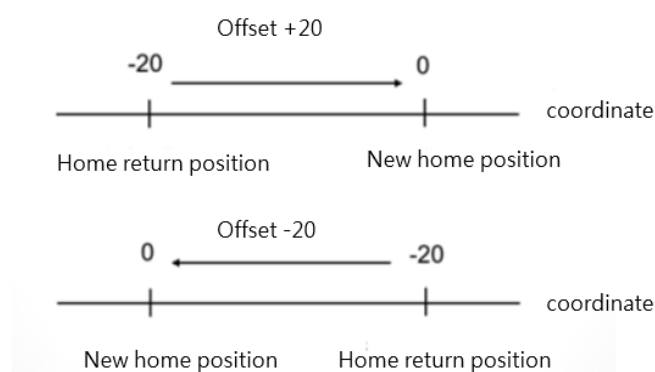 Offset +20
-20
0
coordinate
Home return position
New home position
Offset -20
0
-20
coordinate
New home position
Home return position